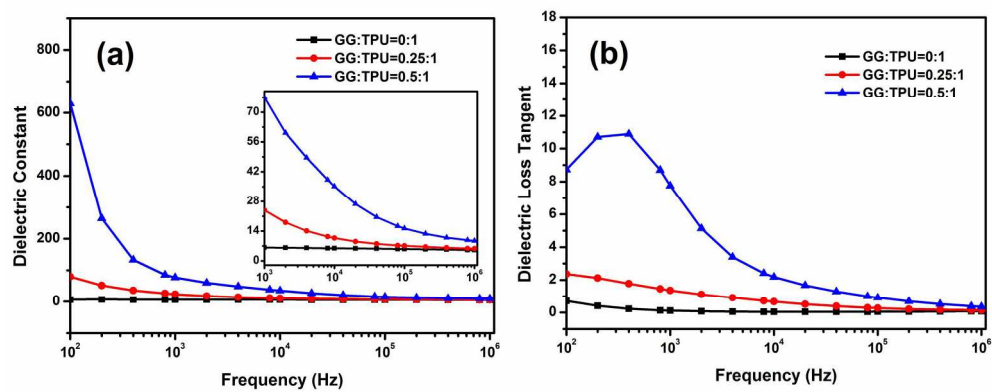 (a)
GG:TPU=0:1
GG:TPU=0.25:1
GG:TPU=0.5:1
Dielectric Constant
800
600
400
200
0
70
56
42
28
14
0
10³ 10⁴ 10⁵ 10⁶
10² 10³ 10⁴ 10⁵ 10⁶
Frequency (Hz)
(b)
GG:TPU=0:1
GG:TPU=0.25:1
GG:TPU=0.5:1
Dielectric Loss Tangent
18
16
14
12
10
8
6
4
2
0
10² 10³ 10⁴ 10⁵ 10⁶
Frequency (Hz)